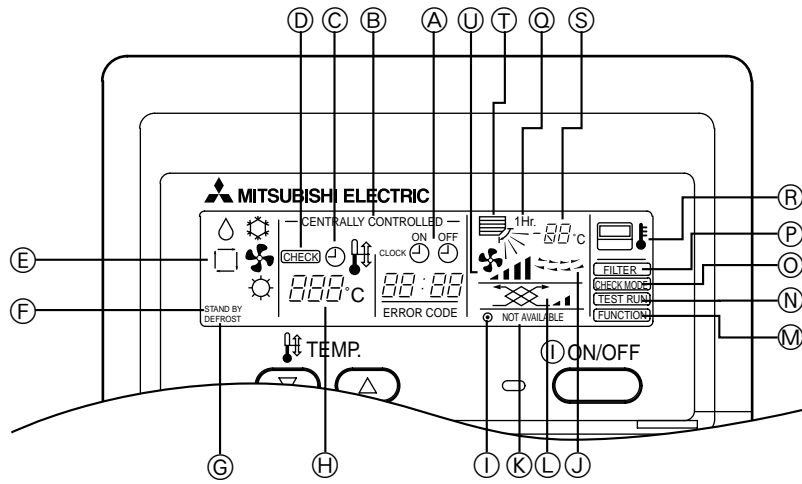 Ⓓ Ⓒ Ⓑ Ⓐ Ⓤ Ⓣ Ⓠ Ⓢ
MITSUBISHI ELECTRIC
CENTRALLY CONTROLLED
1Hr.
ON OFF
CLOCK
CHECK
888°C
88:88
ERROR CODE
88°C
STAND BY
DEFROST
NOT AVAILABLE
FILTER
CHECK MODE
TEST RUN
FUNCTION
Ⓔ
Ⓕ
Ⓡ
Ⓟ
Ⓞ
Ⓝ
Ⓜ
TEMP.
ON/OFF
Ⓖ Ⓗ Ⓘ Ⓚ Ⓛ Ⓙ